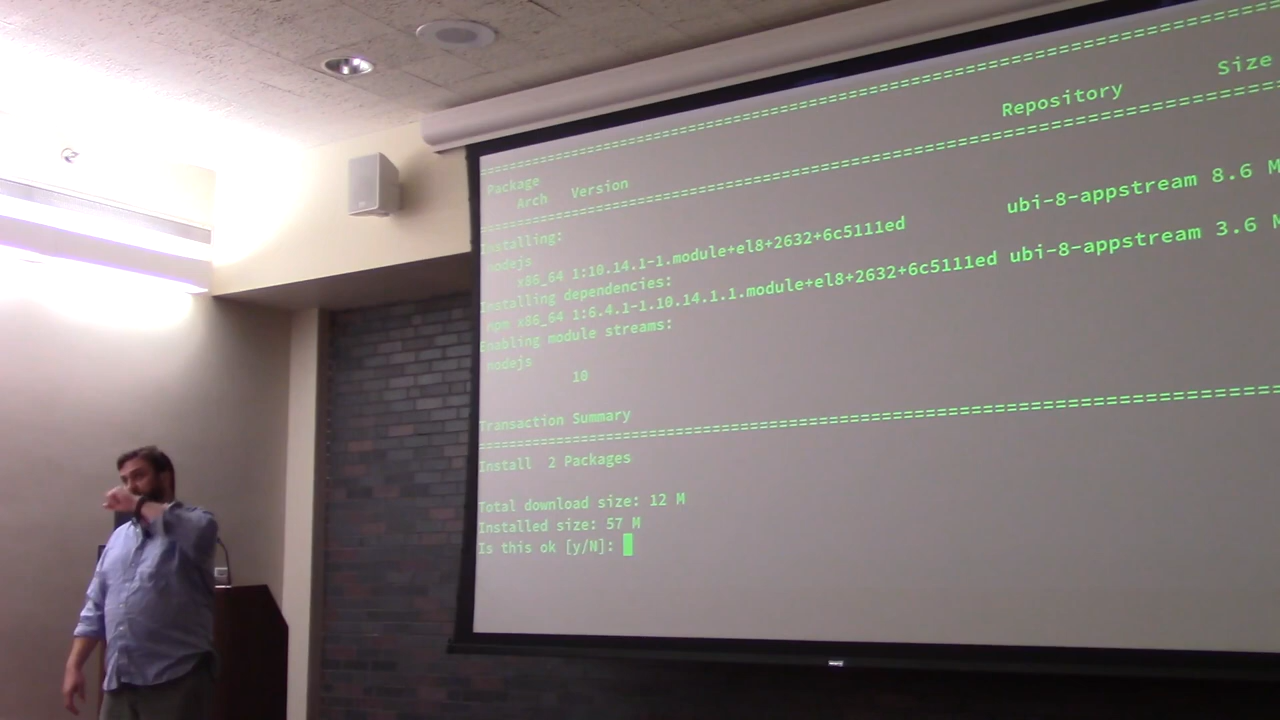 ================================================
Repository Size
Package
Arch Version
================================================
Installing:
nodejs
x86_64 1:10.14.1-1.module+el8+2632+6c5111ed ubi-8-appstream 8.6 M
Installing dependencies:
npm x86_64 1:6.4.1-1.10.14.1.1.module+el8+2632+6c5111ed ubi-8-appstream 3.6 M
Enabling module streams:
nodejs
10
Transaction Summary
================================================
Install 2 Packages
Total download size: 12 M
Installed size: 57 M
Is this ok [y/N]: